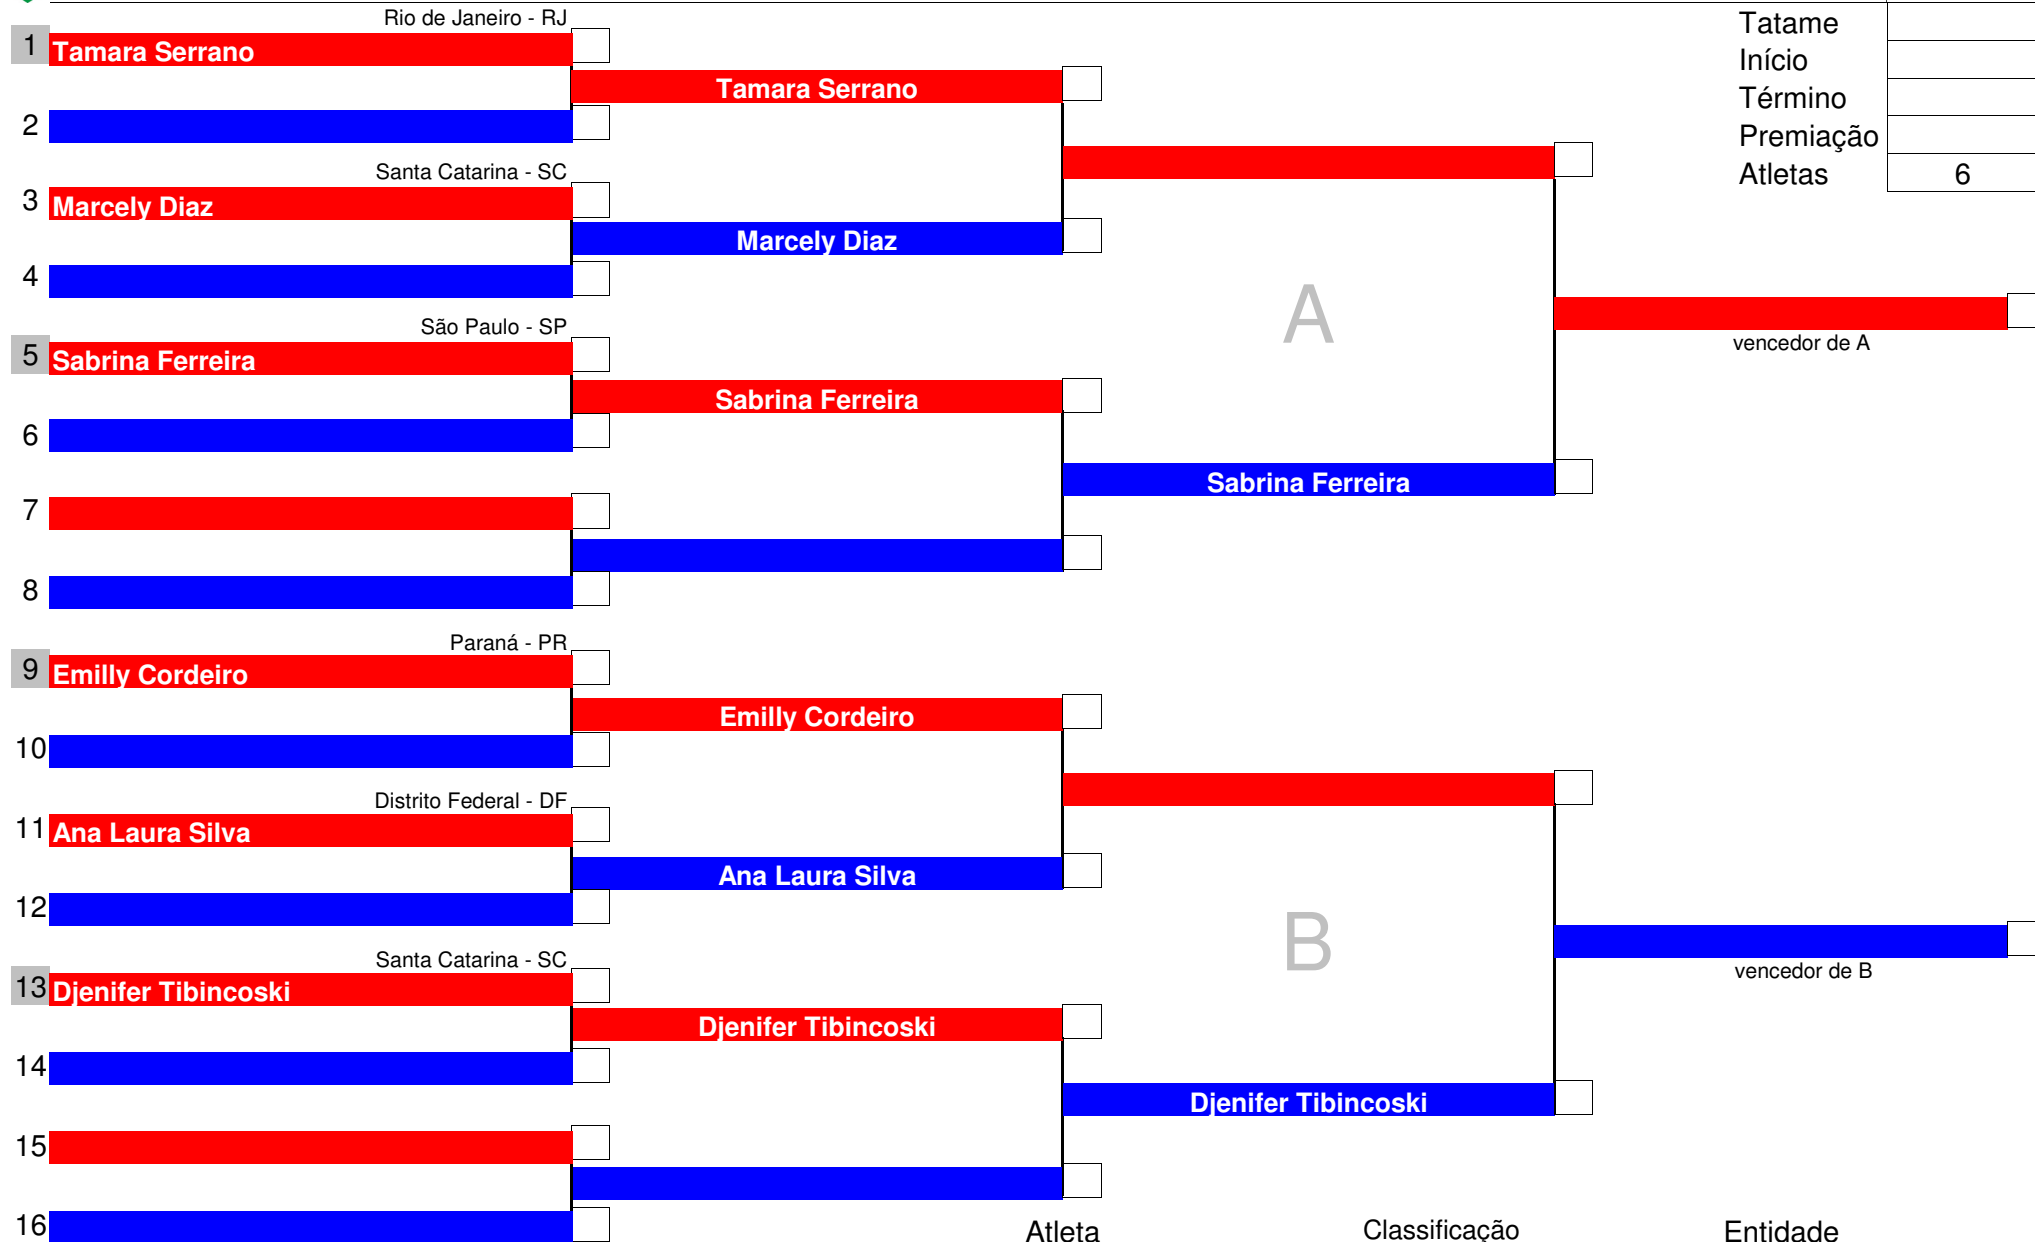 Rio de Janeiro - RJ
Tatame
1 Tamara Serrano
Início
Tamara Serrano
Término
2
Premiação
Santa Catarina - SC
Atletas 6
3 Marcely Diaz
Marcely Diaz
4
A
São Paulo - SP
vencedor de A
5 Sabrina Ferreira
Sabrina Ferreira
6
Sabrina Ferreira
7
8
Paraná - PR
9 Emilly Cordeiro
Emilly Cordeiro
10
Distrito Federal - DF
11 Ana Laura Silva
Ana Laura Silva
12
B
Santa Catarina - SC
vencedor de B
13 Djenifer Tibincoski
Djenifer Tibincoski
14
Djenifer Tibincoski
15
16
Atleta Classificação Entidade